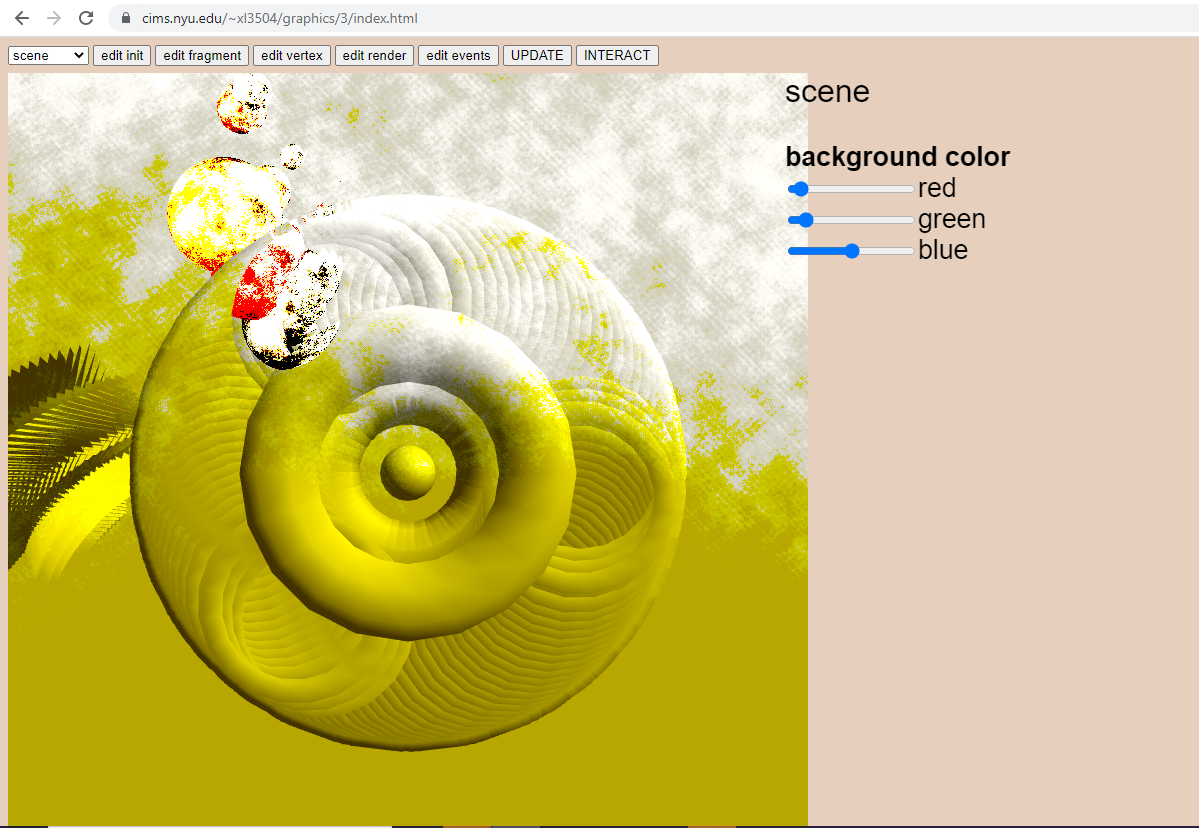 cims.nyu.edu/~xl3504/graphics/3/index.html
scene edit init edit fragment edit vertex edit render edit events UPDATE INTERACT
scene
background color
red
green
blue